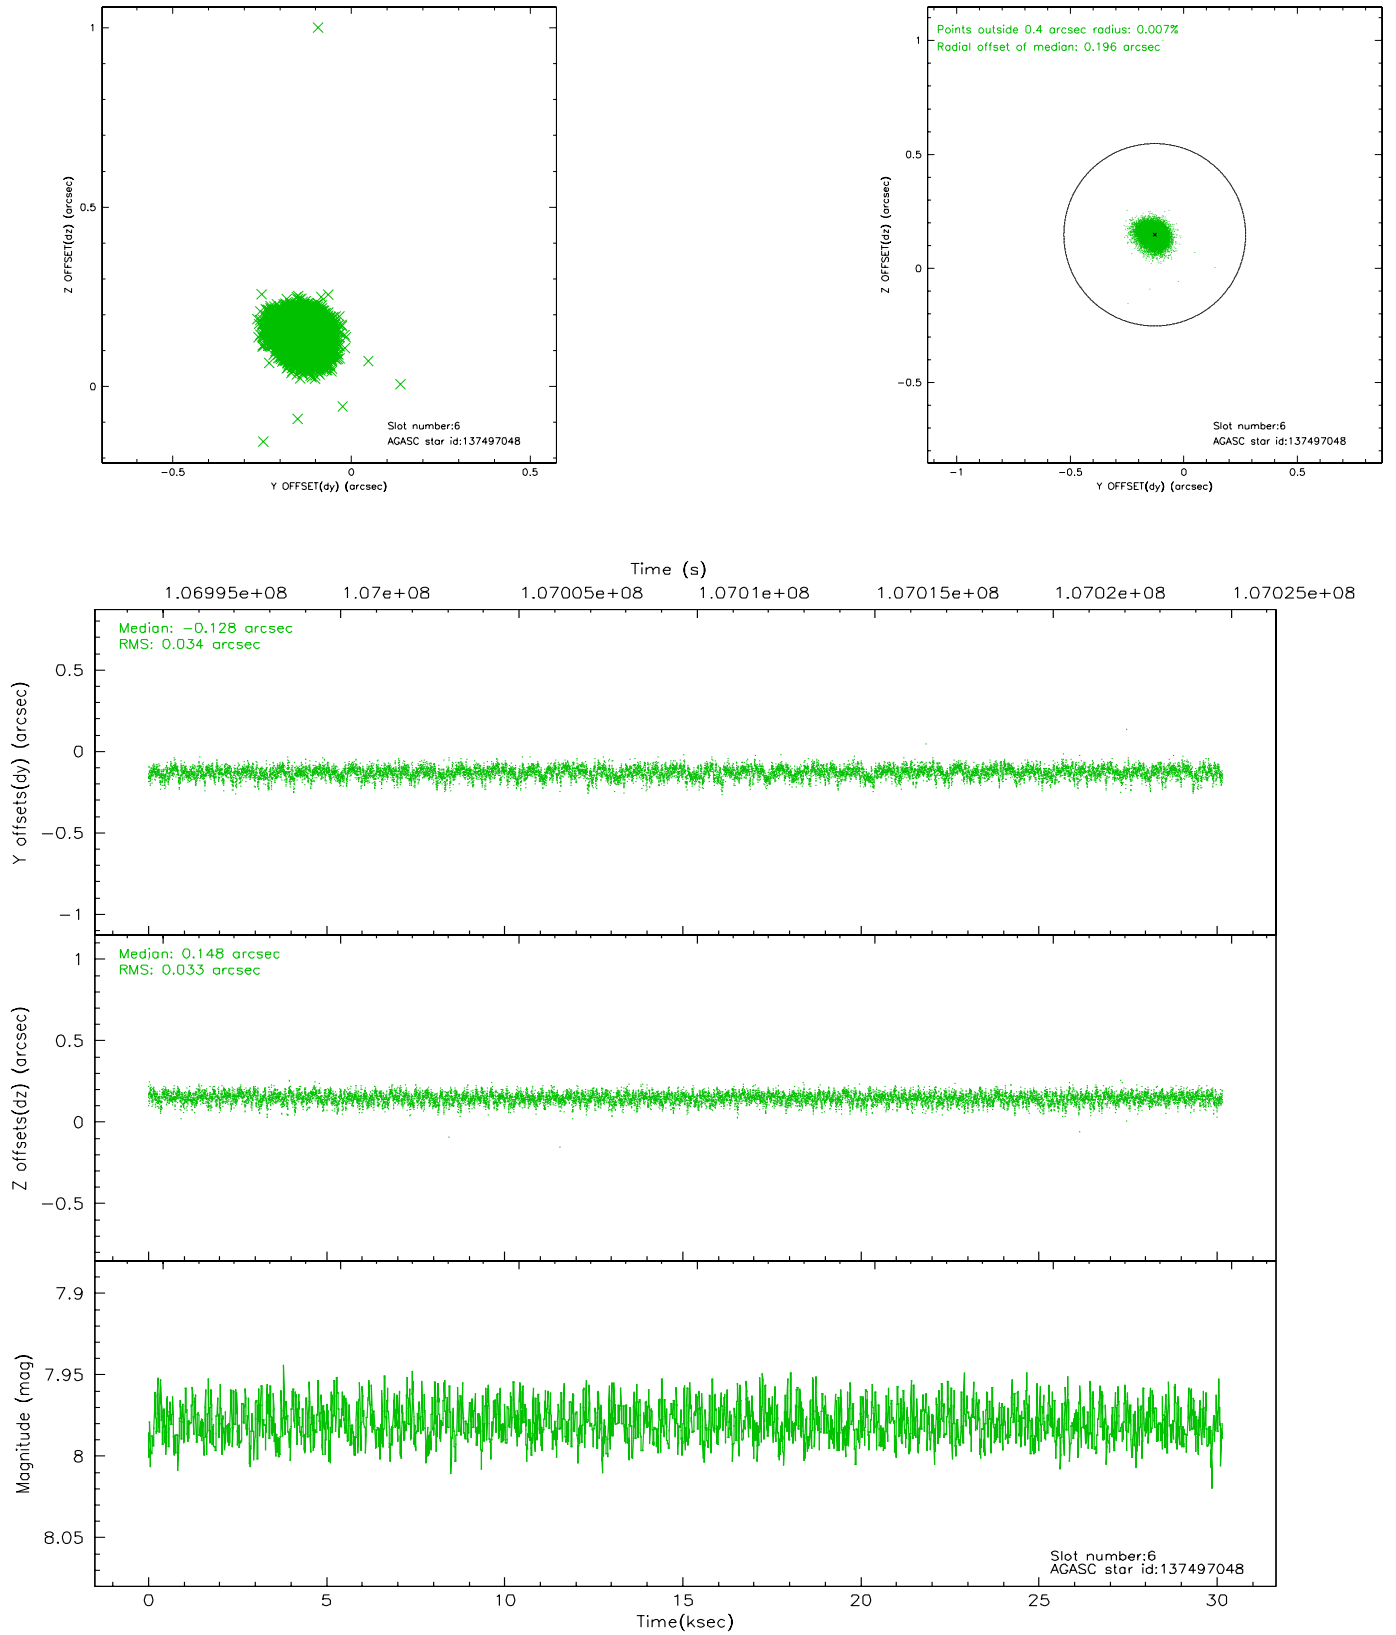 1
0.5
0
Z OFFSET(dz) (arcsec)
Slot number:6
AGASC star id:137497048
-0.5 0 0.5
Y OFFSET(dy) (arcsec)
Points outside 0.4 arcsec radius: 0.007%
Radial offset of median: 0.196 arcsec
1
0.5
0
-0.5
Z OFFSET(dz) (arcsec)
Slot number:6
AGASC star id:137497048
-1 -0.5 0 0.5
Y OFFSET(dy) (arcsec)
Time (s)
1.06995e+08 1.07e+08 1.07005e+08 1.0701e+08 1.07015e+08 1.0702e+08 1.07025e+08
Median: -0.128 arcsec
RMS: 0.034 arcsec
0.5
0
-0.5
-1
Y offsets(dy) (arcsec)
Median: 0.148 arcsec
RMS: 0.033 arcsec
1
0.5
0
-0.5
Z offsets(dz) (arcsec)
7.9
7.95
8
8.05
Magnitude (mag)
Slot number:6
AGASC star id:137497048
0 5 10 15 20 25 30
Time(ksec)